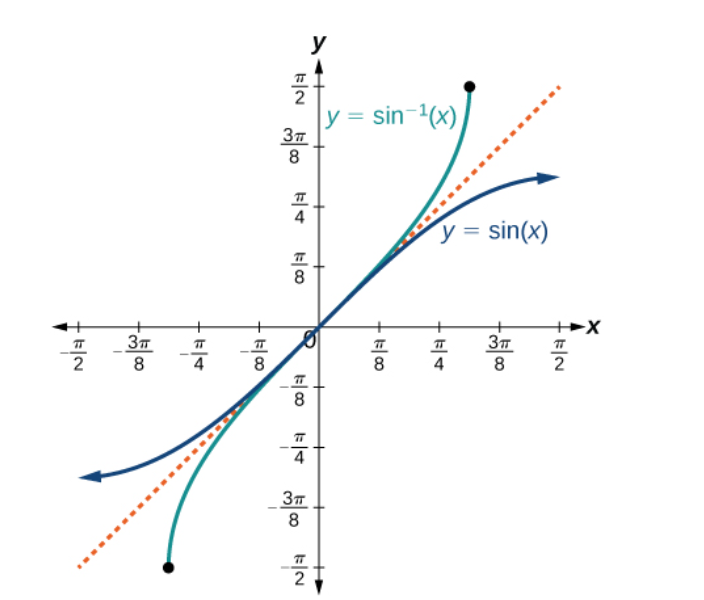 y
π/2
y = sin⁻¹(x)
3π/8
π/4
y = sin(x)
π/8
x
0
-π/2 -3π/8 -π/4 -π/8 π/8 π/4 3π/8 π/2
-π/8
-π/4
-3π/8
-π/2